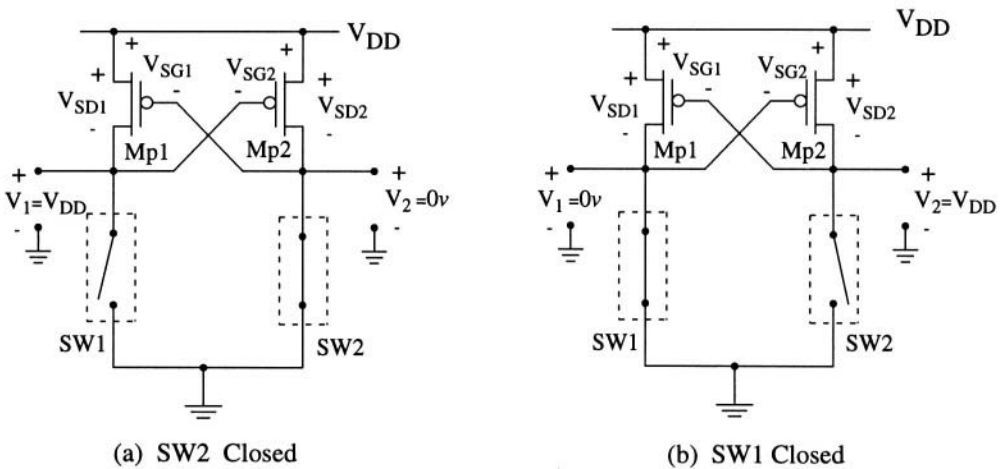 V_DD
+ +
+ V_SG1 V_SG2 +
- -
V_SD1 V_SD2
- -
Mp1 Mp2
+ +
V_1=V_DD V_2=0v
- -
SW1 SW2
(a) SW2 Closed
V_DD
+ +
+ V_SG1 V_SG2 +
- -
V_SD1 V_SD2
- -
Mp1 Mp2
+ +
V_1=0v V_2=V_DD
- -
SW1 SW2
(b) SW1 Closed